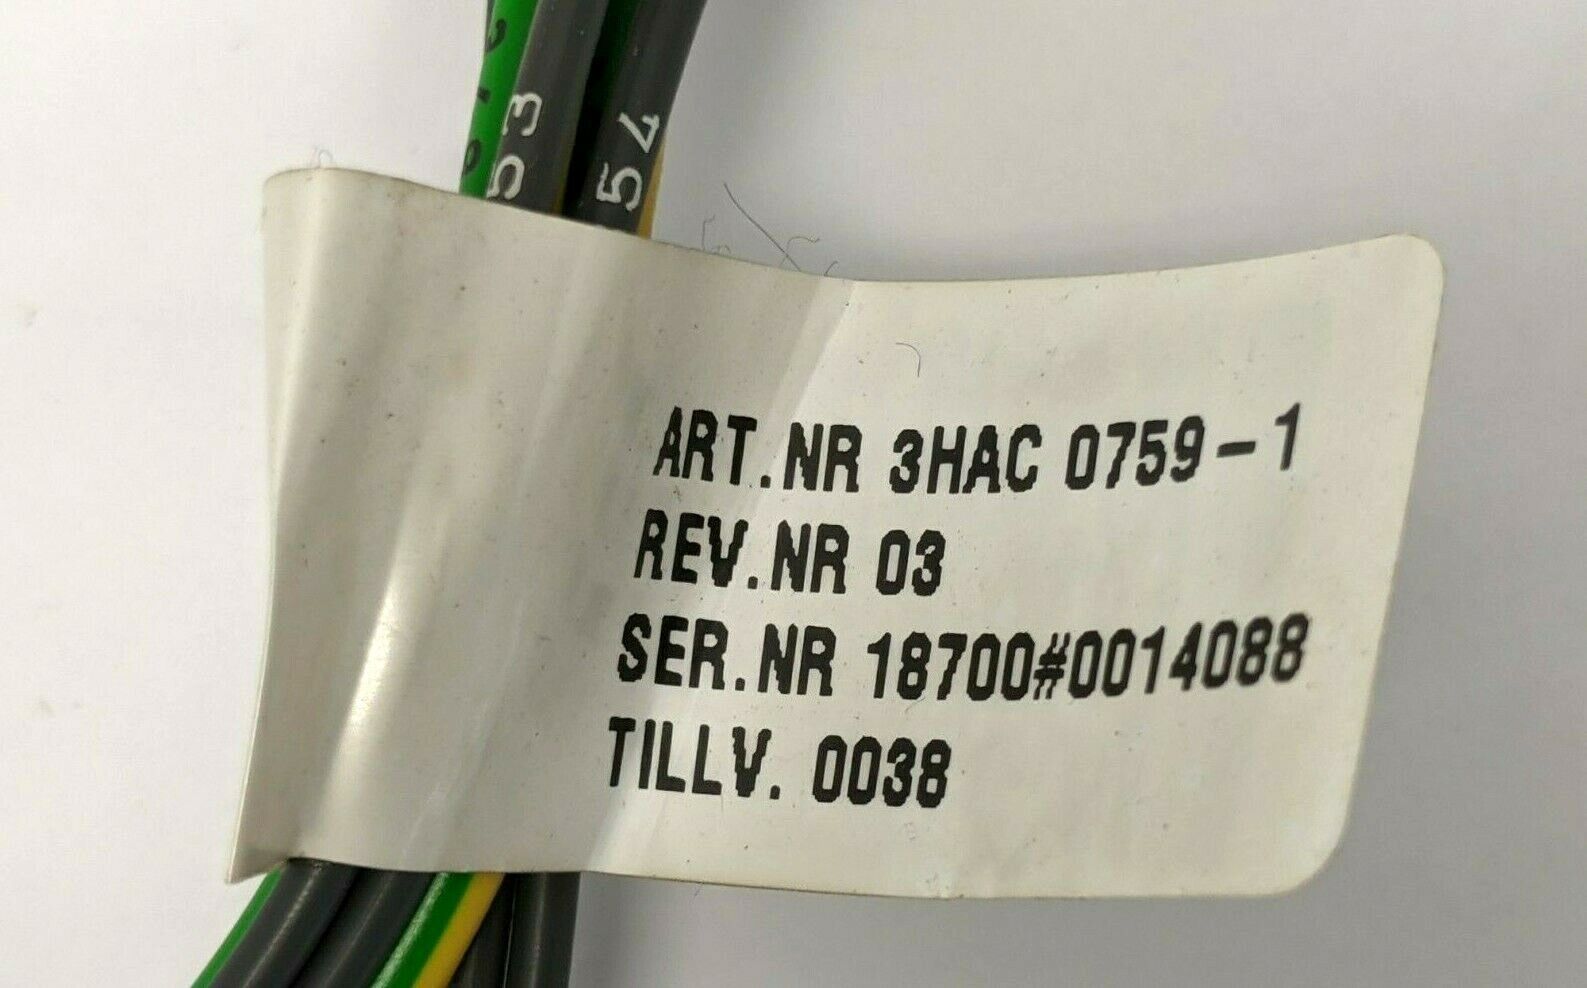 53
54
ART.NR 3HAC 0759-1
REV.NR 03
SER.NR 18700#0014088
TILLV. 0038